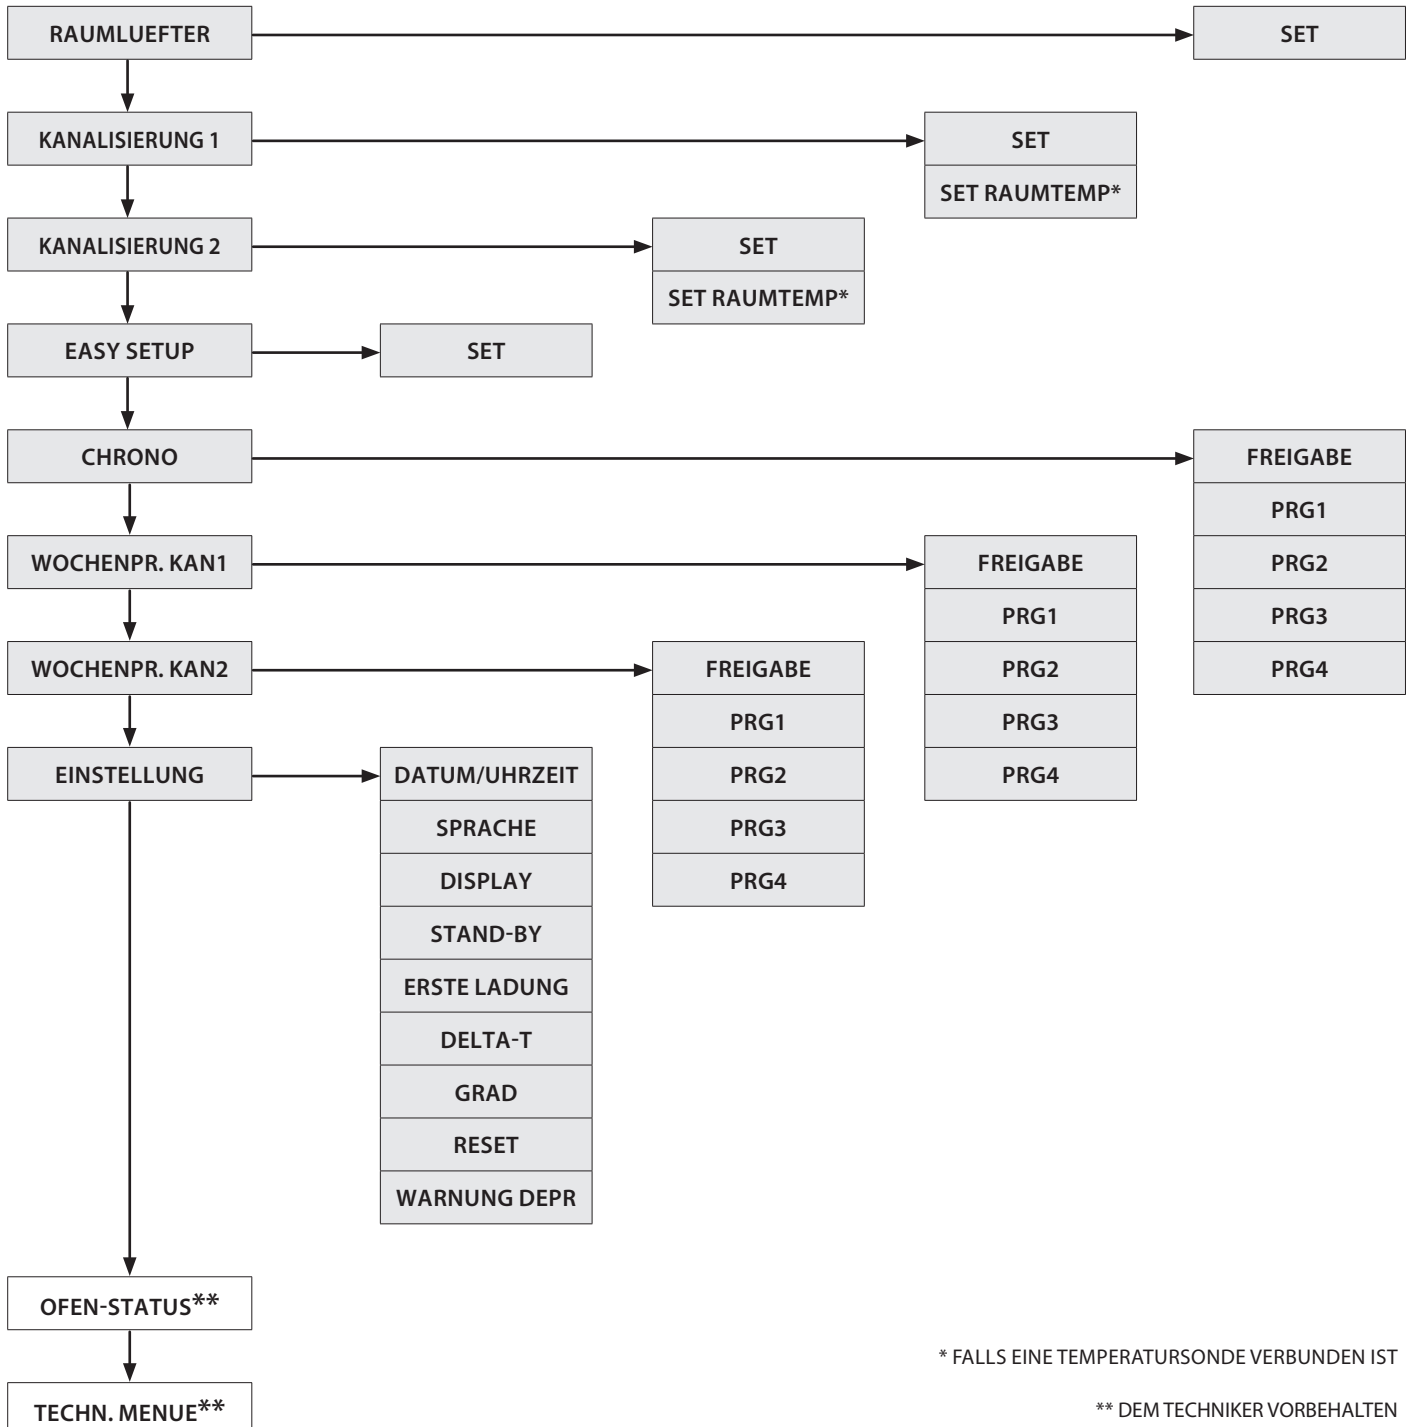 RAUMLUEFTER
SET
KANALISIERUNG 1
SET
SET RAUMTEMP*
KANALISIERUNG 2
SET
SET RAUMTEMP*
EASY SETUP
SET
CHRONO
FREIGABE
PRG1
PRG2
PRG3
PRG4
WOCHENPR. KAN1
FREIGABE
PRG1
PRG2
PRG3
PRG4
WOCHENPR. KAN2
FREIGABE
PRG1
PRG2
PRG3
PRG4
EINSTELLUNG
DATUM/UHRZEIT
SPRACHE
DISPLAY
STAND-BY
ERSTE LADUNG
DELTA-T
GRAD
RESET
WARNUNG DEPR
OFEN-STATUS**
TECHN. MENUE**
* FALLS EINE TEMPERATURSONDE VERBUNDEN IST
** DEM TECHNIKER VORBEHALTEN